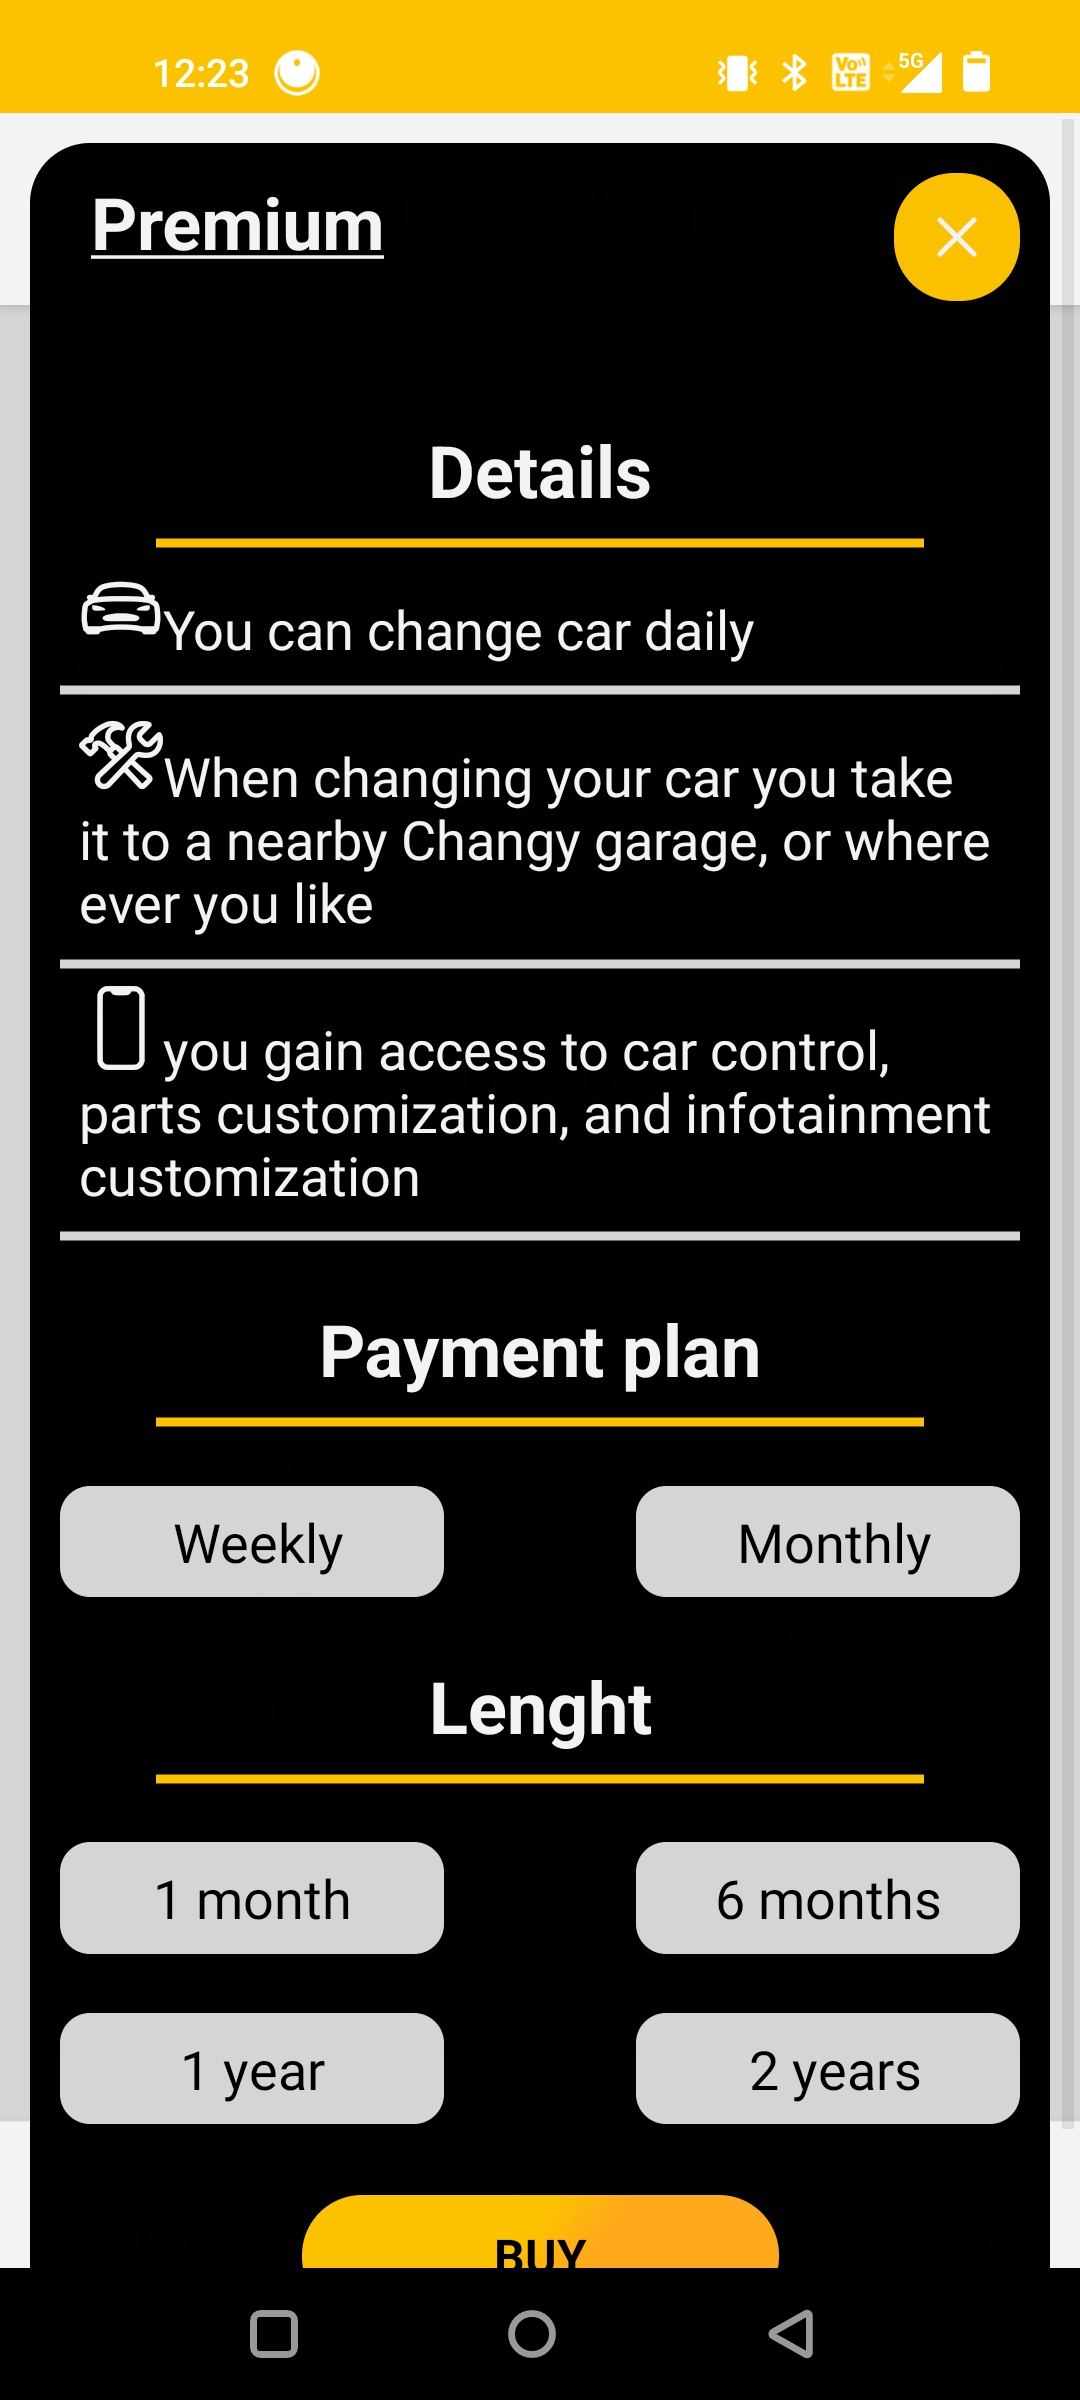 12:23
Vo LTE
5G
Premium
Details
You can change car daily
When changing your car you take
it to a nearby Changy garage, or where
ever you like
you gain access to car control,
parts customization, and infotainment
customization
Payment plan
Weekly
Monthly
Lenght
1 month
6 months
1 year
2 years
BUY